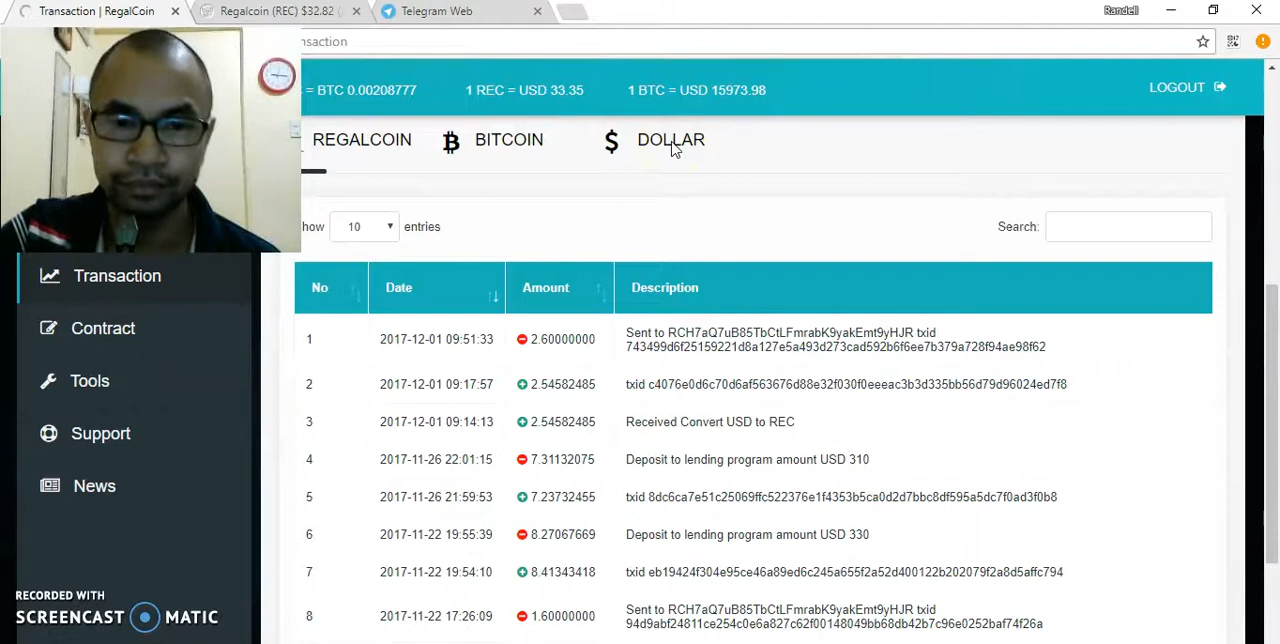 Transaction | RegalCoin
Regalcoin (REC) $32.82 (
Telegram Web
Randell
nsaction
= BTC 0.00208777
1 REC = USD 33.35
1 BTC = USD 15973.98
LOGOUT
REGALCOIN
BITCOIN
$ DOLLAR
how 10 entries
Search:
Transaction
Contract
Tools
Support
News
No Date Amount Description
1 2017-12-01 09:51:33 2.60000000 Sent to RCH7aQ7uB85TbCtLFmrabK9yakEmt9yHJR txid
743499d6f25159221d8a127e5a493d273cad592b6f6ee7b379a728f94ae98f62
2 2017-12-01 09:17:57 2.54582485 txid c4076e0d6c70d6af563676d88e32f030f0eeeac3b3d335bb56d79d96024ed7f8
3 2017-12-01 09:14:13 2.54582485 Received Convert USD to REC
4 2017-11-26 22:01:15 7.31132075 Deposit to lending program amount USD 310
5 2017-11-26 21:59:53 7.23732455 txid 8dc6ca7e51c25069ffc522376e1f4353b5ca0d2d7bbc8df595a5dc7f0ad3f0b8
6 2017-11-22 19:55:39 8.27067669 Deposit to lending program amount USD 330
7 2017-11-22 19:54:10 8.41343418 txid eb19424f304e95ce46a89ed6c245a655f2a52d400122b202079f2a8d5affc794
8 2017-11-22 17:26:09 1.60000000 Sent to RCH7aQ7uB85TbCtLFmrabK9yakEmt9yHJR txid
94d9abf24811ce254c0e6a827c62f00148049bb68db42b7c96e0252baf74f26a
RECORDED WITH
SCREENCAST MATIC